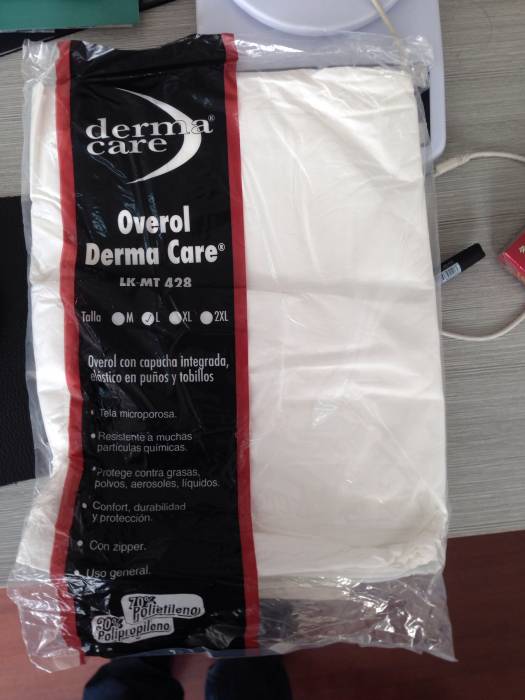 derma®
care
Overol
Derma Care®
LK-MT 428
Talla M L XL 2XL
Overol con capucha integrada,
elástico en puños y tobillos
• Tela microporosa.
• Resistente a muchas
partículas químicas.
• Protege contra grasas,
polvos, aerosoles, líquidos.
• Confort, durabilidad
y protección.
• Con zipper.
• Uso general.
70%
Polietileno
30%
Polipropileno